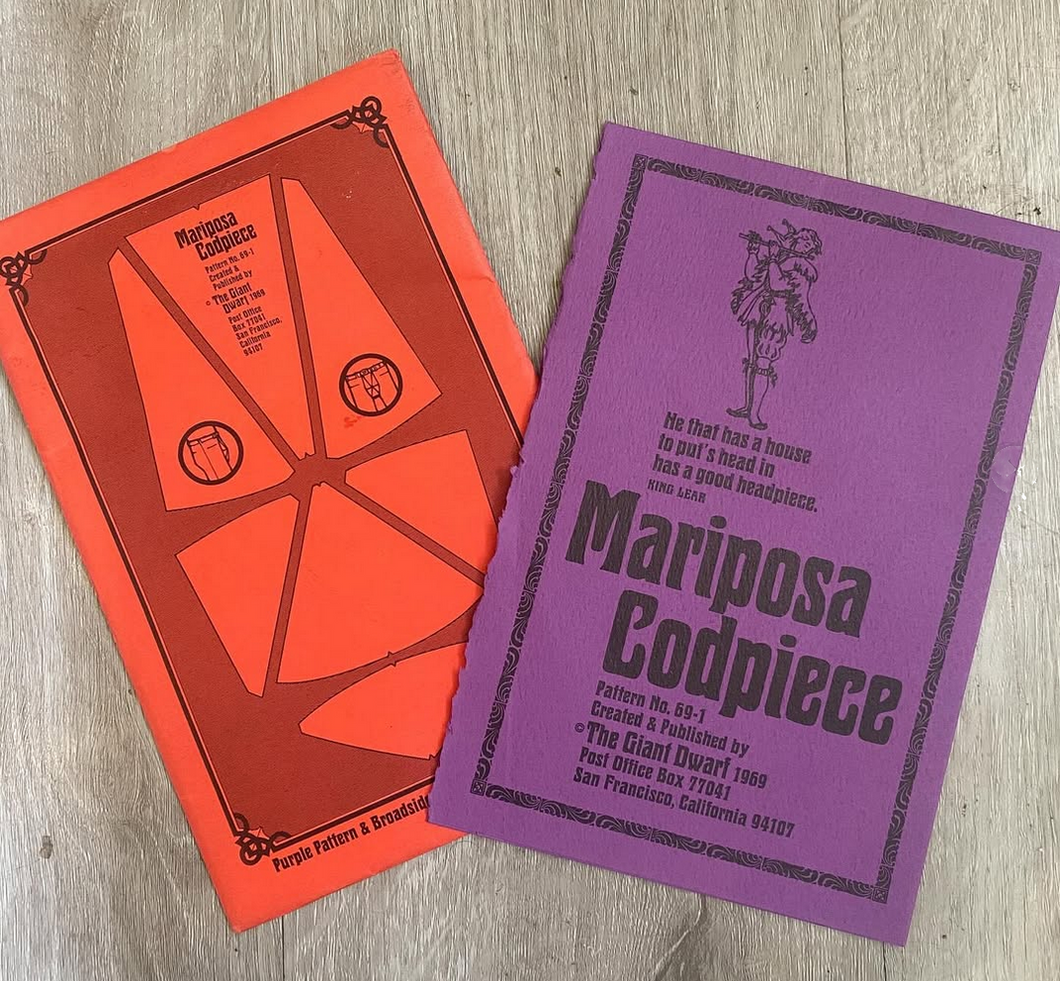 Mariposa
Codpiece
Pattern No. 69-1
Created &
Published by
© The Giant
Dwarf 1969
Post Office
Box 77041
San Francisco,
California
94107
Purple Pattern & Broadside
He that has a house
to put's head in
has a good headpiece.
KING LEAR
Mariposa
Codpiece
Pattern No. 69-1
Created & Published by
©The Giant Dwarf 1969
Post Office Box 77041
San Francisco, California 94107